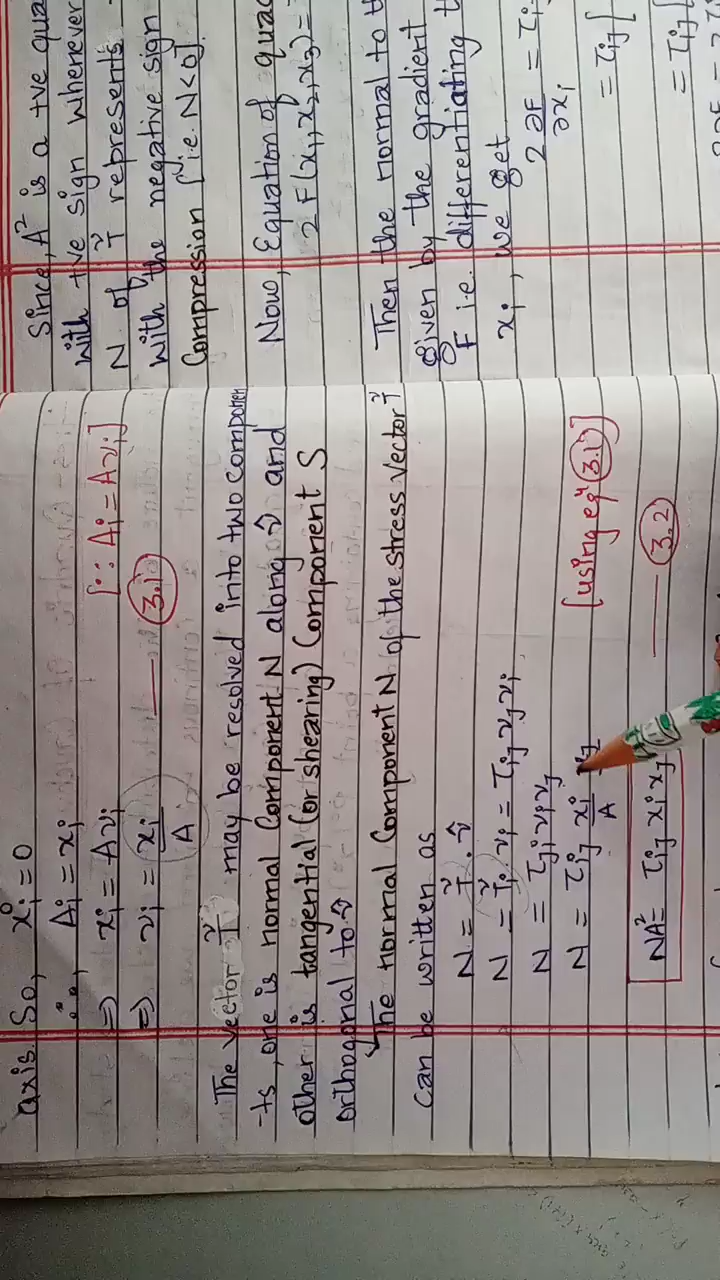 axis. So, x°i = 0
∴ Ai = xi
⇒ xi = Aνi [∵ Ai = Aνi]
⇒ νi = xi/A — (3.1)
The vector ν/T may be resolved into two componen
-ts, one is normal component N along ν̂ and
other is tangential (or shearing) component S
orthogonal to ν̂
The normal component N of the stress vector ν/T
can be written as
N = ν/T . ν̂
N = ν/Ti . νi = τij νj νi
N = τji νi νj
N = τij xi/A [using eqⁿ (3.1)]
NA² = τij xi xj — (3.2)
Since, A² is a +ve qua
with +ve sign whenever
N of ν/T represents
with the negative sign
Compression [i.e. N<0].
Now, Equation of quad
2F(x1, x2, x3) =
Then the normal to t
given by the gradient
F i.e. differentiating t
xi, we get
2 ∂F/∂xi = τi
= τij [
= τij [